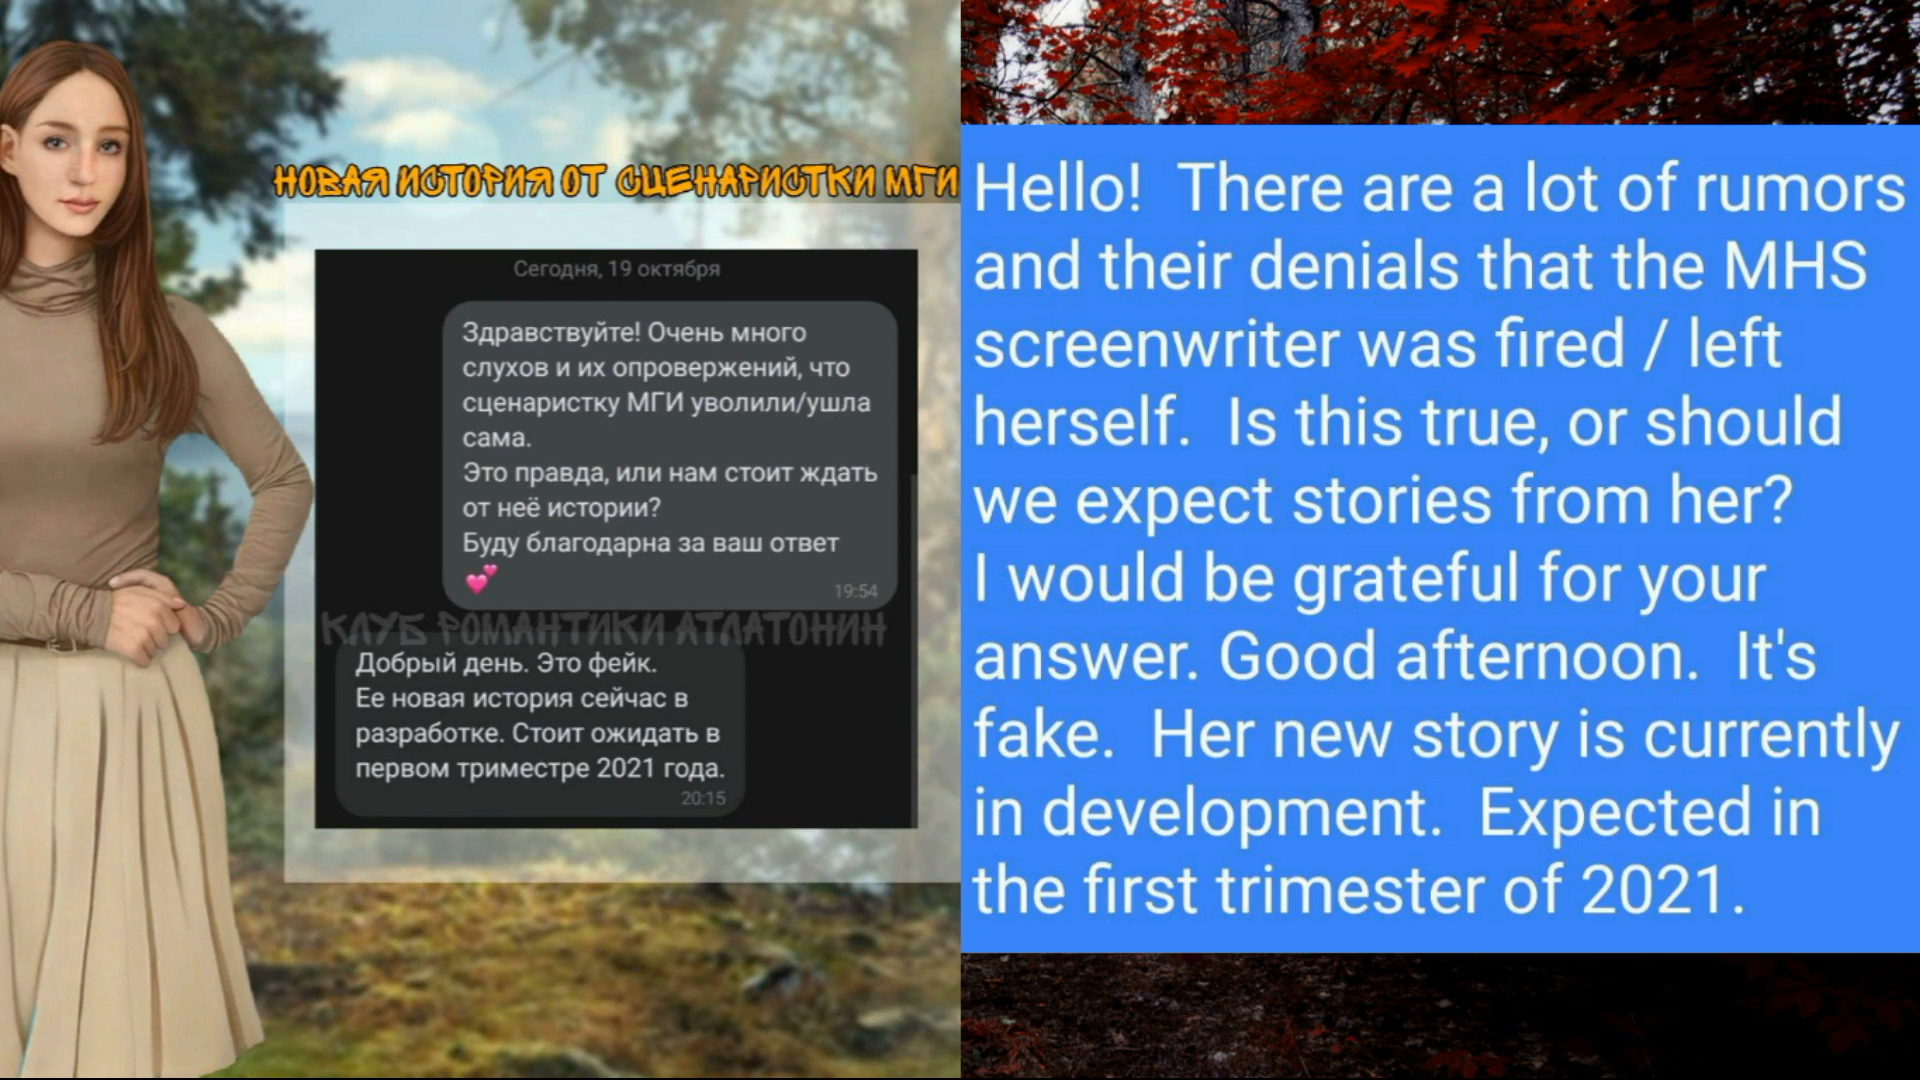 НОВАЯ ИСТОРИЯ ОТ СЦЕНАРИСТКИ МГИ
Сегодня, 19 октября
Здравствуйте! Очень много
слухов и их опровержений, что
сценаристку МГИ уволили/ушла
сама.
Это правда, или нам стоит ждать
от неё истории?
Буду благодарна за ваш ответ
💕
19:54
КЛУБ РОМАНТИКИ АТЛАТОНИН
Добрый день. Это фейк.
Ее новая история сейчас в
разработке. Стоит ожидать в
первом триместре 2021 года.
20:15
Hello! There are a lot of rumors
and their denials that the MHS
screenwriter was fired / left
herself. Is this true, or should
we expect stories from her?
I would be grateful for your
answer. Good afternoon. It's
fake. Her new story is currently
in development. Expected in
the first trimester of 2021.